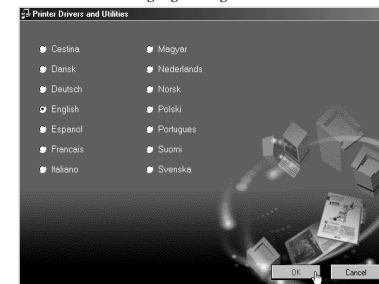 Printer Drivers and Utilities
Cestina
Dansk
Deutsch
English
Espanol
Francais
Italiano
Magyar
Nederlands
Norsk
Polski
Portugues
Suomi
Svenska
OK
Cancel